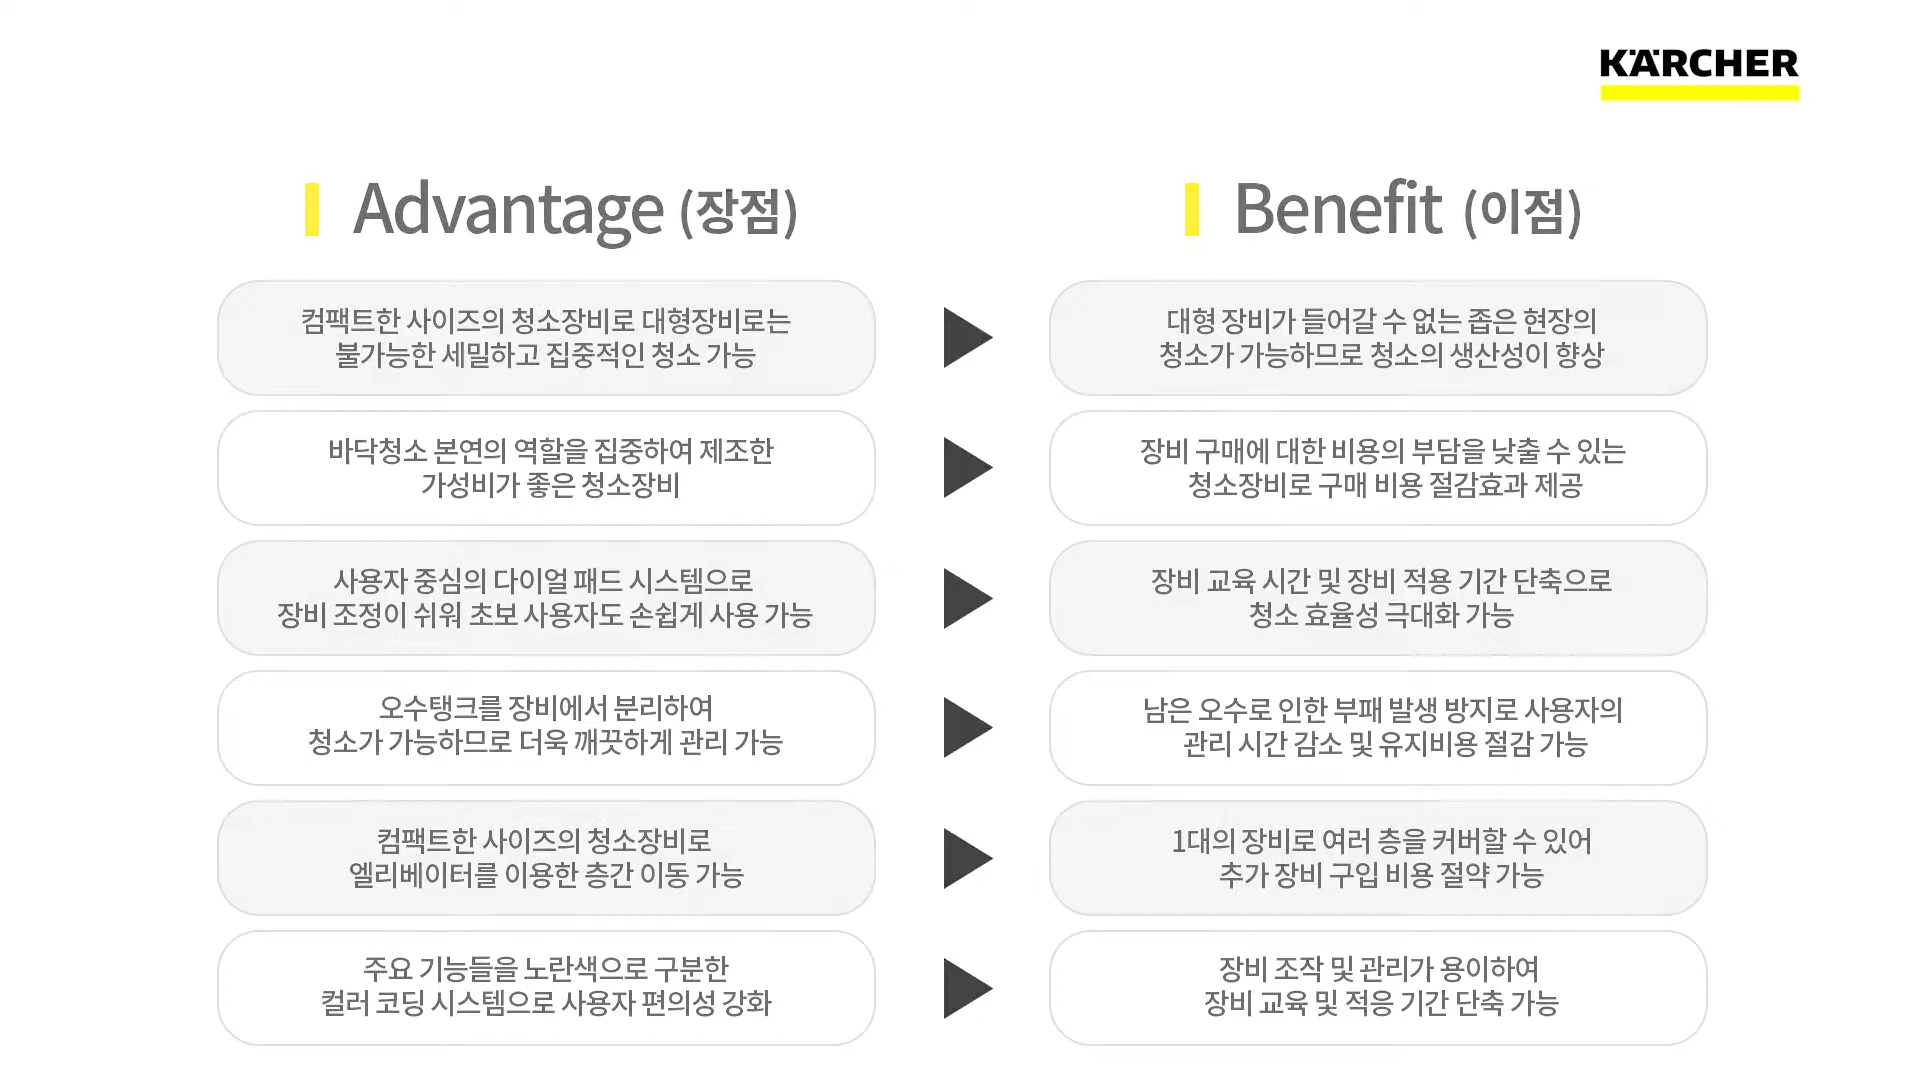 KÄRCHER
Advantage (장점)
Benefit (이점)
컴팩트한 사이즈의 청소장비로 대형장비로는
불가능한 세밀하고 집중적인 청소 가능
대형 장비가 들어갈 수 없는 좁은 현장의
청소가 가능하므로 청소의 생산성이 향상
바닥청소 본연의 역할을 집중하여 제조한
가성비가 좋은 청소장비
장비 구매에 대한 비용의 부담을 낮출 수 있는
청소장비로 구매 비용 절감효과 제공
사용자 중심의 다이얼 패드 시스템으로
장비 조정이 쉬워 초보 사용자도 손쉽게 사용 가능
장비 교육 시간 및 장비 적용 기간 단축으로
청소 효율성 극대화 가능
오수탱크를 장비에서 분리하여
청소가 가능하므로 더욱 깨끗하게 관리 가능
남은 오수로 인한 부패 발생 방지로 사용자의
관리 시간 감소 및 유지비용 절감 가능
컴팩트한 사이즈의 청소장비로
엘리베이터를 이용한 층간 이동 가능
1대의 장비로 여러 층을 커버할 수 있어
추가 장비 구입 비용 절약 가능
주요 기능들을 노란색으로 구분한
컬러 코딩 시스템으로 사용자 편의성 강화
장비 조작 및 관리가 용이하여
장비 교육 및 적응 기간 단축 가능